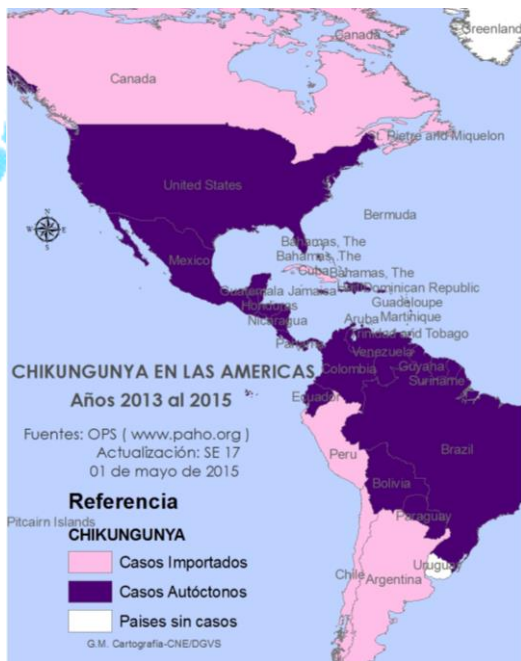 Greenland
Canada
Canada
St. Pierre and Miquelon
United States
Bermuda
Bahamas, The
Mexico
Bahamas, The
Cuba
Bahamas, The
Guatemala
Jamaica
Dominican Republic
Honduras
Guadeloupe
Nicaragua
Aruba
Martinique
Panama
Trinidad and Tobago
Venezuela
CHIKUNGUNYA EN LAS AMERICAS
Colombia
Guyana
Suriname
Años 2013 al 2015
Ecuador
Fuentes: OPS ( www.paho.org )
Actualización: SE 17
01 de mayo de 2015
Peru
Brazil
Bolivia
Referencia
Pitcairn Islands
Paraguay
CHIKUNGUNYA
Casos Importados
Uruguay
Chile
Argentina
Casos Autóctonos
Paises sin casos
G.M. Cartografía-CNE/DGVS